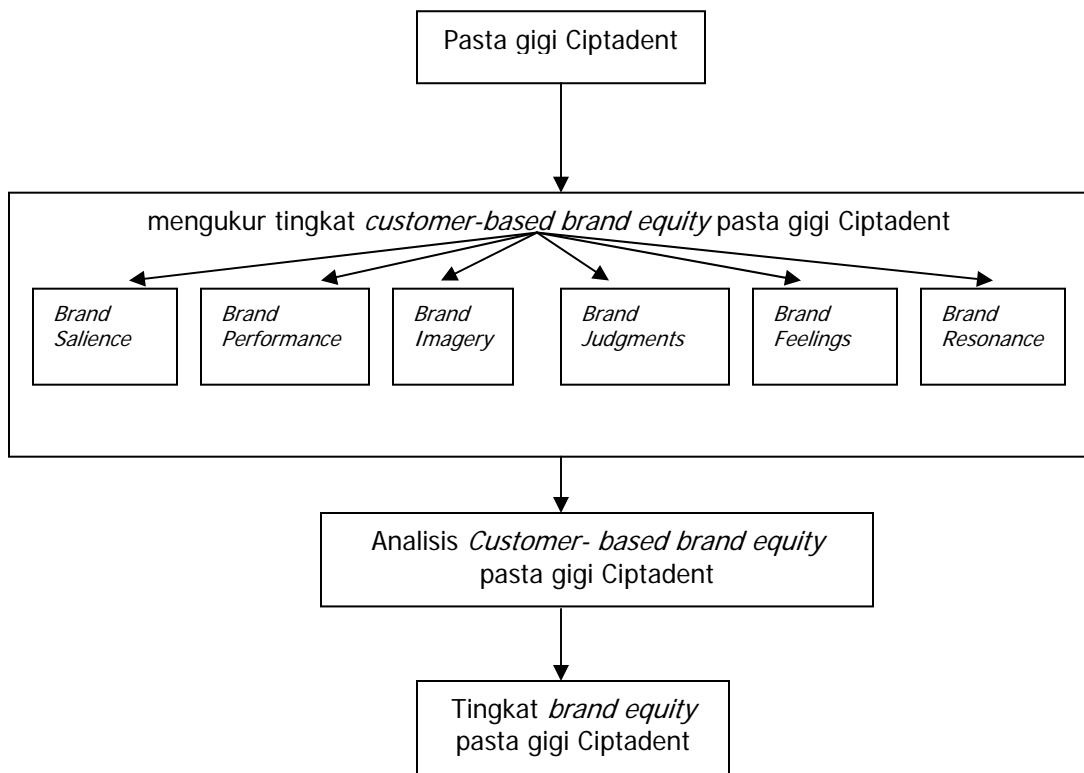 Pasta gigi Ciptadent
mengukur tingkat customer-based brand equity pasta gigi Ciptadent
Brand
Salience
Brand
Performance
Brand
Imagery
Brand
Judgments
Brand
Feelings
Brand
Resonance
Analisis Customer- based brand equity
pasta gigi Ciptadent
Tingkat brand equity
pasta gigi Ciptadent